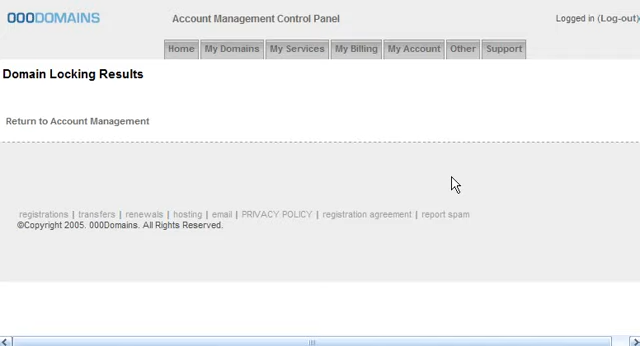 000DOMAINS
Account Management Control Panel
Logged in (Log-out)
Home My Domains My Services My Billing My Account Other Support
Domain Locking Results
Return to Account Management
registrations | transfers | renewals | hosting | email | PRIVACY POLICY | registration agreement | report spam
©Copyright 2005. 000Domains. All Rights Reserved.